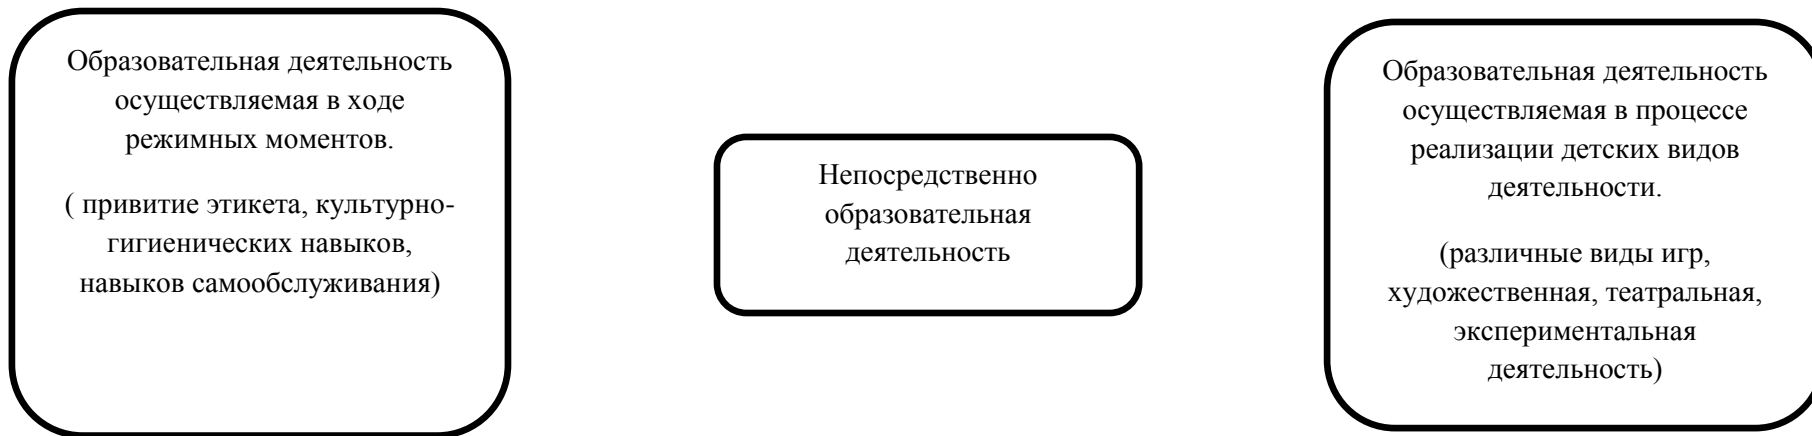 Образовательная деятельность
осуществляемая в ходе
режимных моментов.
( привитие этикета, культурно-
гигиенических навыков,
навыков самообслуживания)
Непосредственно
образовательная
деятельность
Образовательная деятельность
осуществляемая в процессе
реализации детских видов
деятельности.
(различные виды игр,
художественная, театральная,
экспериментальная
деятельность)